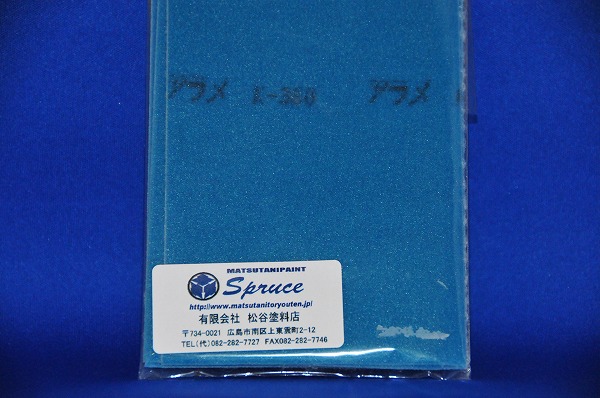 アラメ E-360 アラメ
MATSUTANIPAINT
Spruce
http://www.matsutanitoryouten.jp/
有限会社 松谷塗料店
〒734-0021 広島市南区上東雲町2-12
TEL(代)082-282-7727 FAX082-282-7746